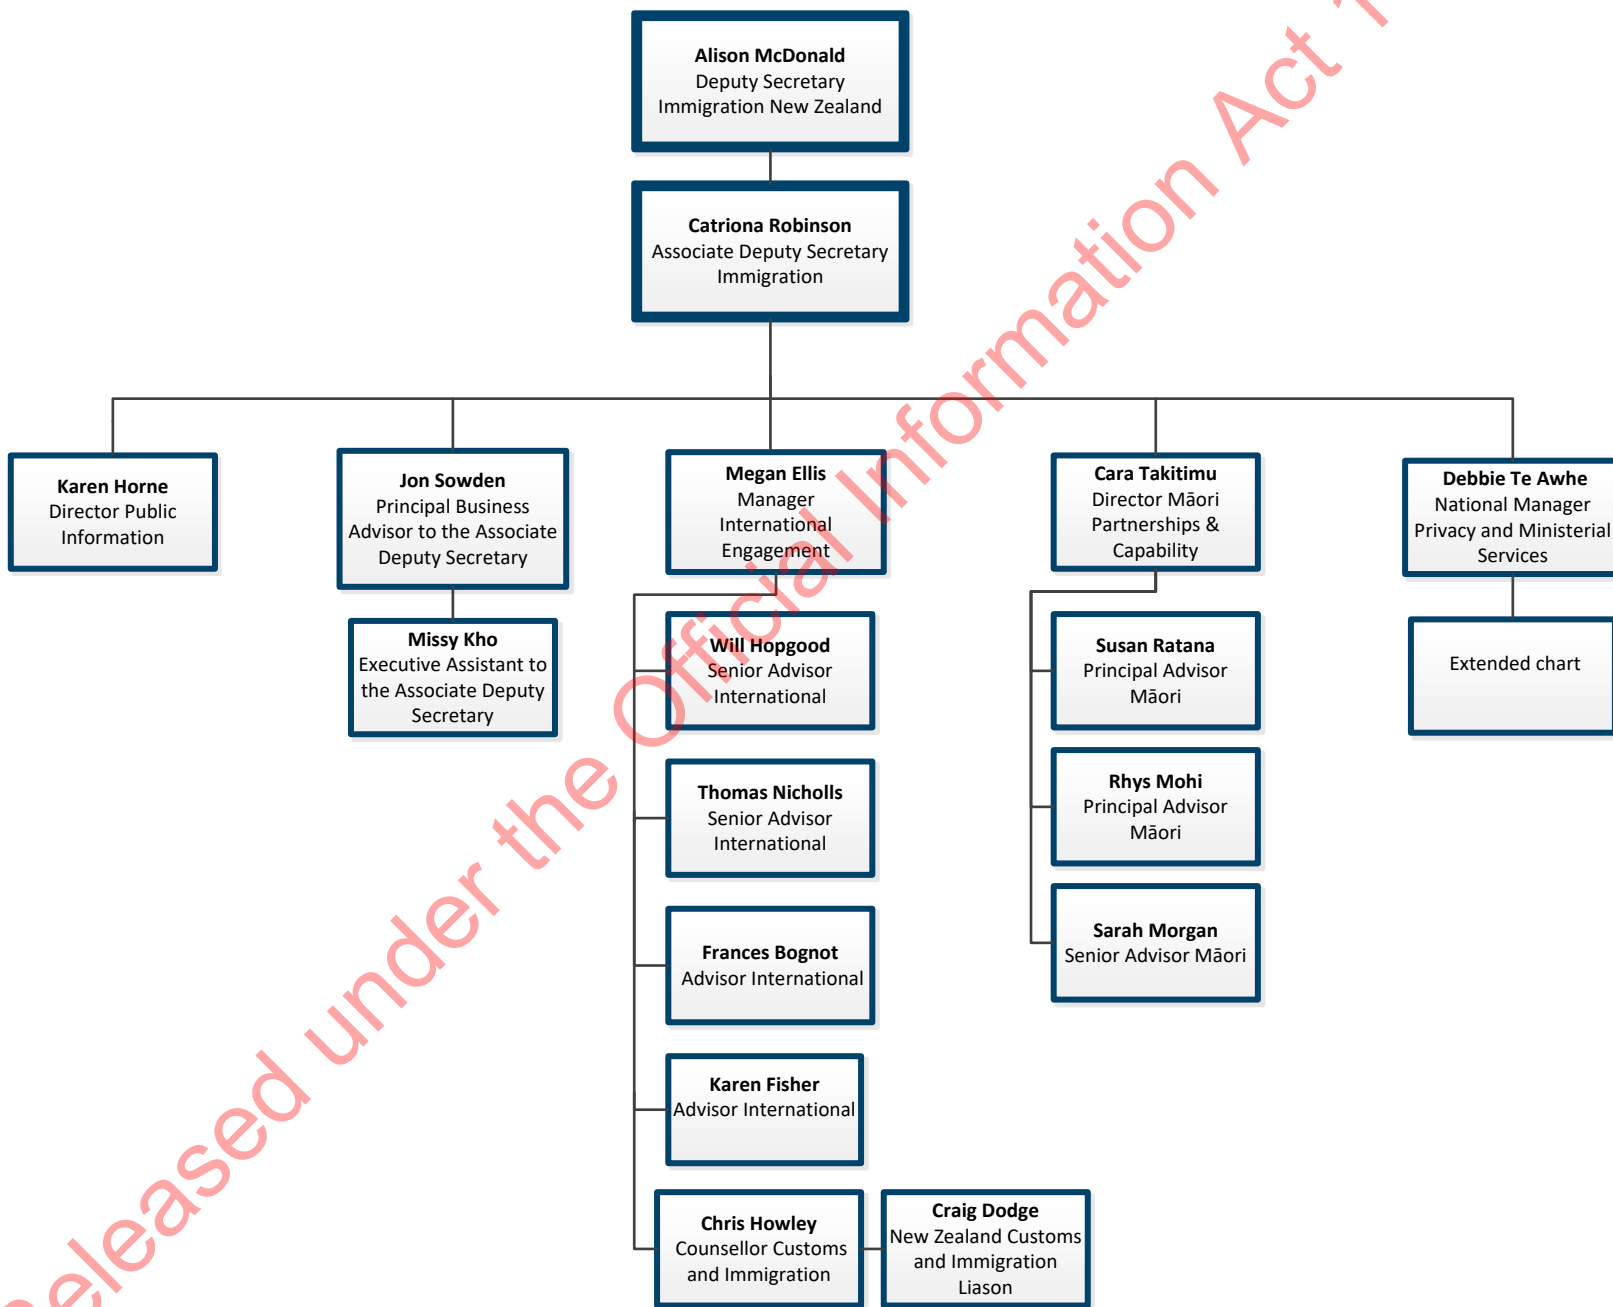 Alison McDonald
Deputy Secretary
Immigration New Zealand
Catriona Robinson
Associate Deputy Secretary
Immigration
Karen Horne
Director Public
Information
Jon Sowden
Principal Business
Advisor to the Associate
Deputy Secretary
Missy Kho
Executive Assistant to
the Associate Deputy
Secretary
Megan Ellis
Manager
International
Engagement
Will Hopgood
Senior Advisor
International
Thomas Nicholls
Senior Advisor
International
Frances Bognot
Advisor International
Karen Fisher
Advisor International
Chris Howley
Counsellor Customs
and Immigration
Craig Dodge
New Zealand Customs
and Immigration
Liason
Cara Takitimu
Director Māori
Partnerships &
Capability
Susan Ratana
Principal Advisor
Māori
Rhys Mohi
Principal Advisor
Māori
Sarah Morgan
Senior Advisor Māori
Debbie Te Awhe
National Manager
Privacy and Ministerial
Services
Extended chart
Released under the Official Information Act